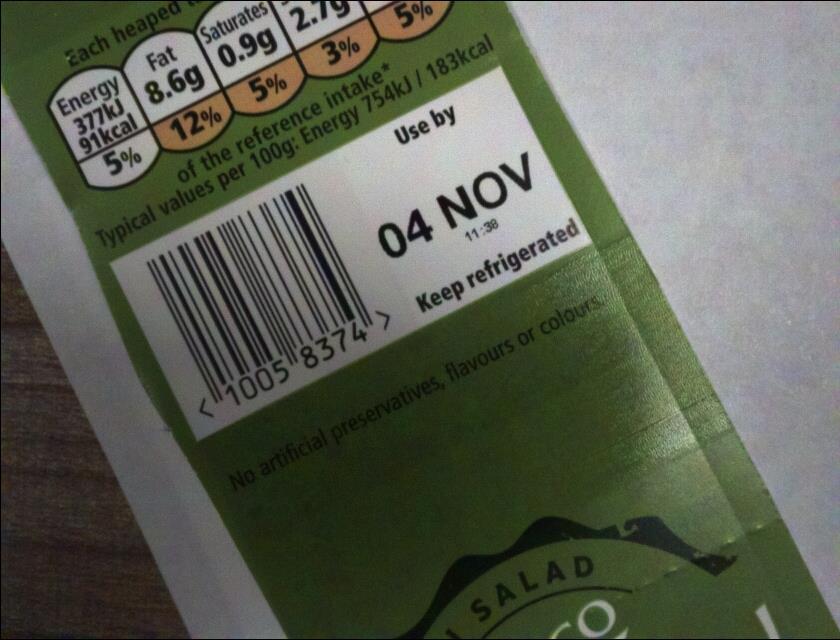 Each heaped
Energy
377kJ
91kcal
5%
Fat
8.6g
12%
Saturates
0.9g
5%
2.7g
3%
5%
of the reference intake*
Typical values per 100g: Energy 754kJ / 183kcal
Use by
04 NOV
11:38
Keep refrigerated
< 1005 8374 >
No artificial preservatives, flavours or colours.
SALAD